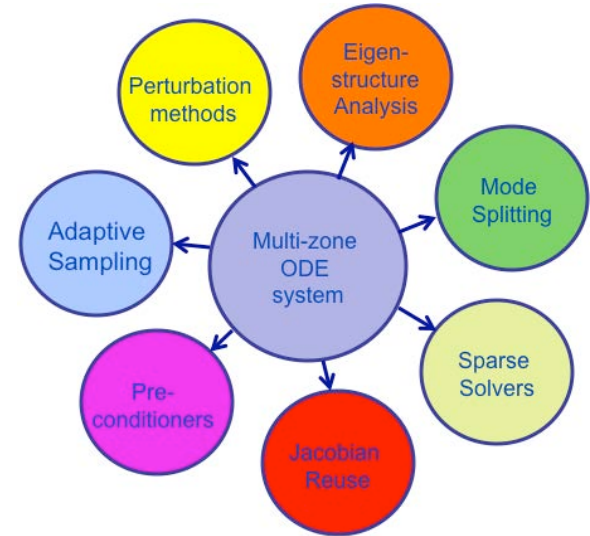 Perturbation
methods
Eigen-
structure
Analysis
Mode
Splitting
Adaptive
Sampling
Multi-zone
ODE
system
Sparse
Solvers
Pre-
conditioners
Jacobian
Reuse